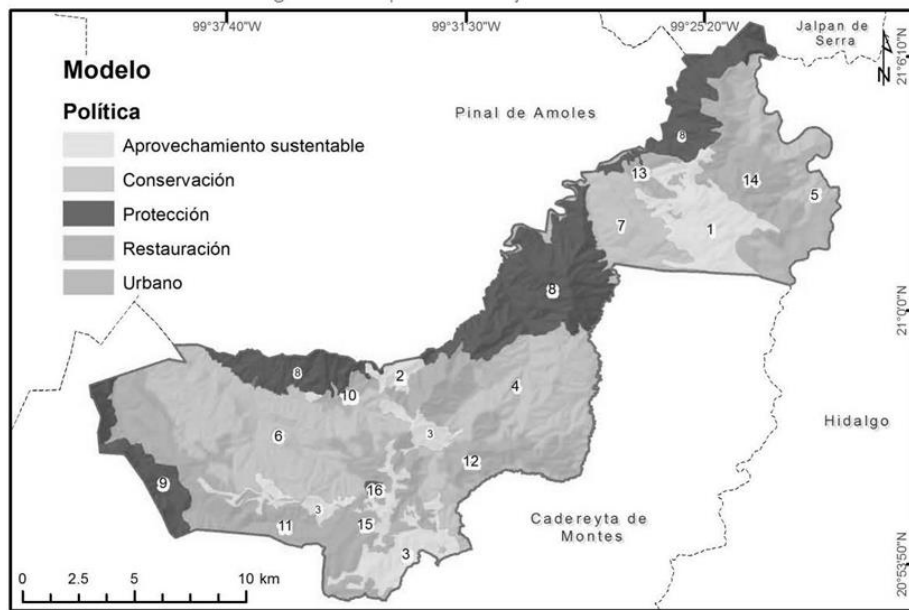 99°37'40"W
99°31'30"W
99°25'20"W
Jalpan de
Serra
21°6'10"N
N
Modelo
Política
Aprovechamiento sustentable
Conservación
Protección
Restauración
Urbano
Pinal de Amoles
8
13
14
5
7
1
8
21°0'0"N
8
2
10
4
6
3
Hidalgo
12
9
16
3
11
15
Cadereyta de
Montes
3
20°53'50"N
0 2.5 5 10 km